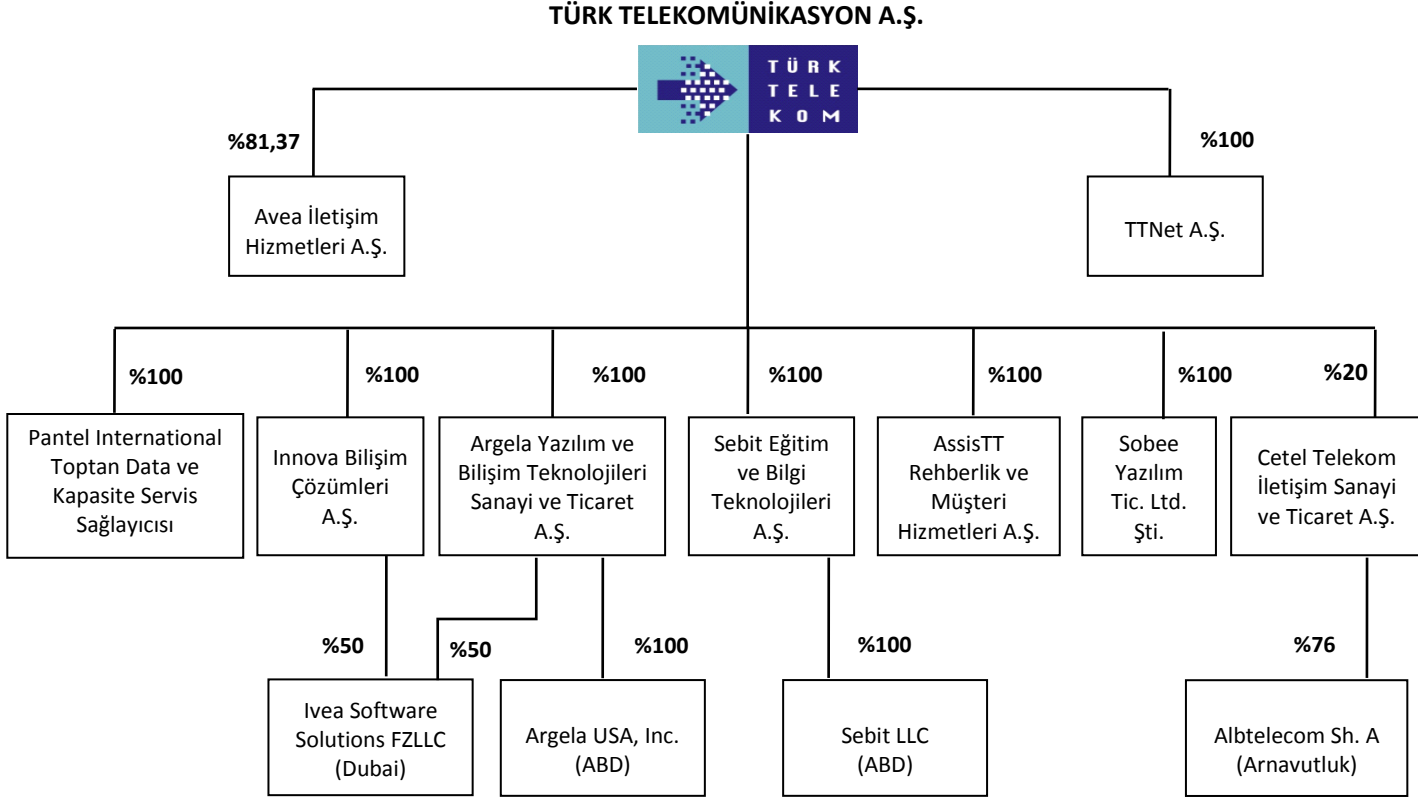 TÜRK TELEKOMÜNİKASYON A.Ş.
TÜRK
TELE
KOM
%81,37
%100
Avea İletişim
Hizmetleri A.Ş.
TTNet A.Ş.
%100
%100
%100
%100
%100
%100
%20
Pantel International
Toptan Data ve
Kapasite Servis
Sağlayıcısı
Innova Bilişim
Çözümleri
A.Ş.
Argela Yazılım ve
Bilişim Teknolojileri
Sanayi ve Ticaret
A.Ş.
Sebit Eğitim
ve Bilgi
Teknolojileri
A.Ş.
AssisTT
Rehberlik ve
Müşteri
Hizmetleri A.Ş.
Sobee
Yazılım
Tic. Ltd.
Şti.
Cetel Telekom
İletişim Sanayi
ve Ticaret A.Ş.
%50
%50
%100
%100
%76
Ivea Software
Solutions FZLLC
(Dubai)
Argela USA, Inc.
(ABD)
Sebit LLC
(ABD)
Albtelecom Sh. A
(Arnavutluk)